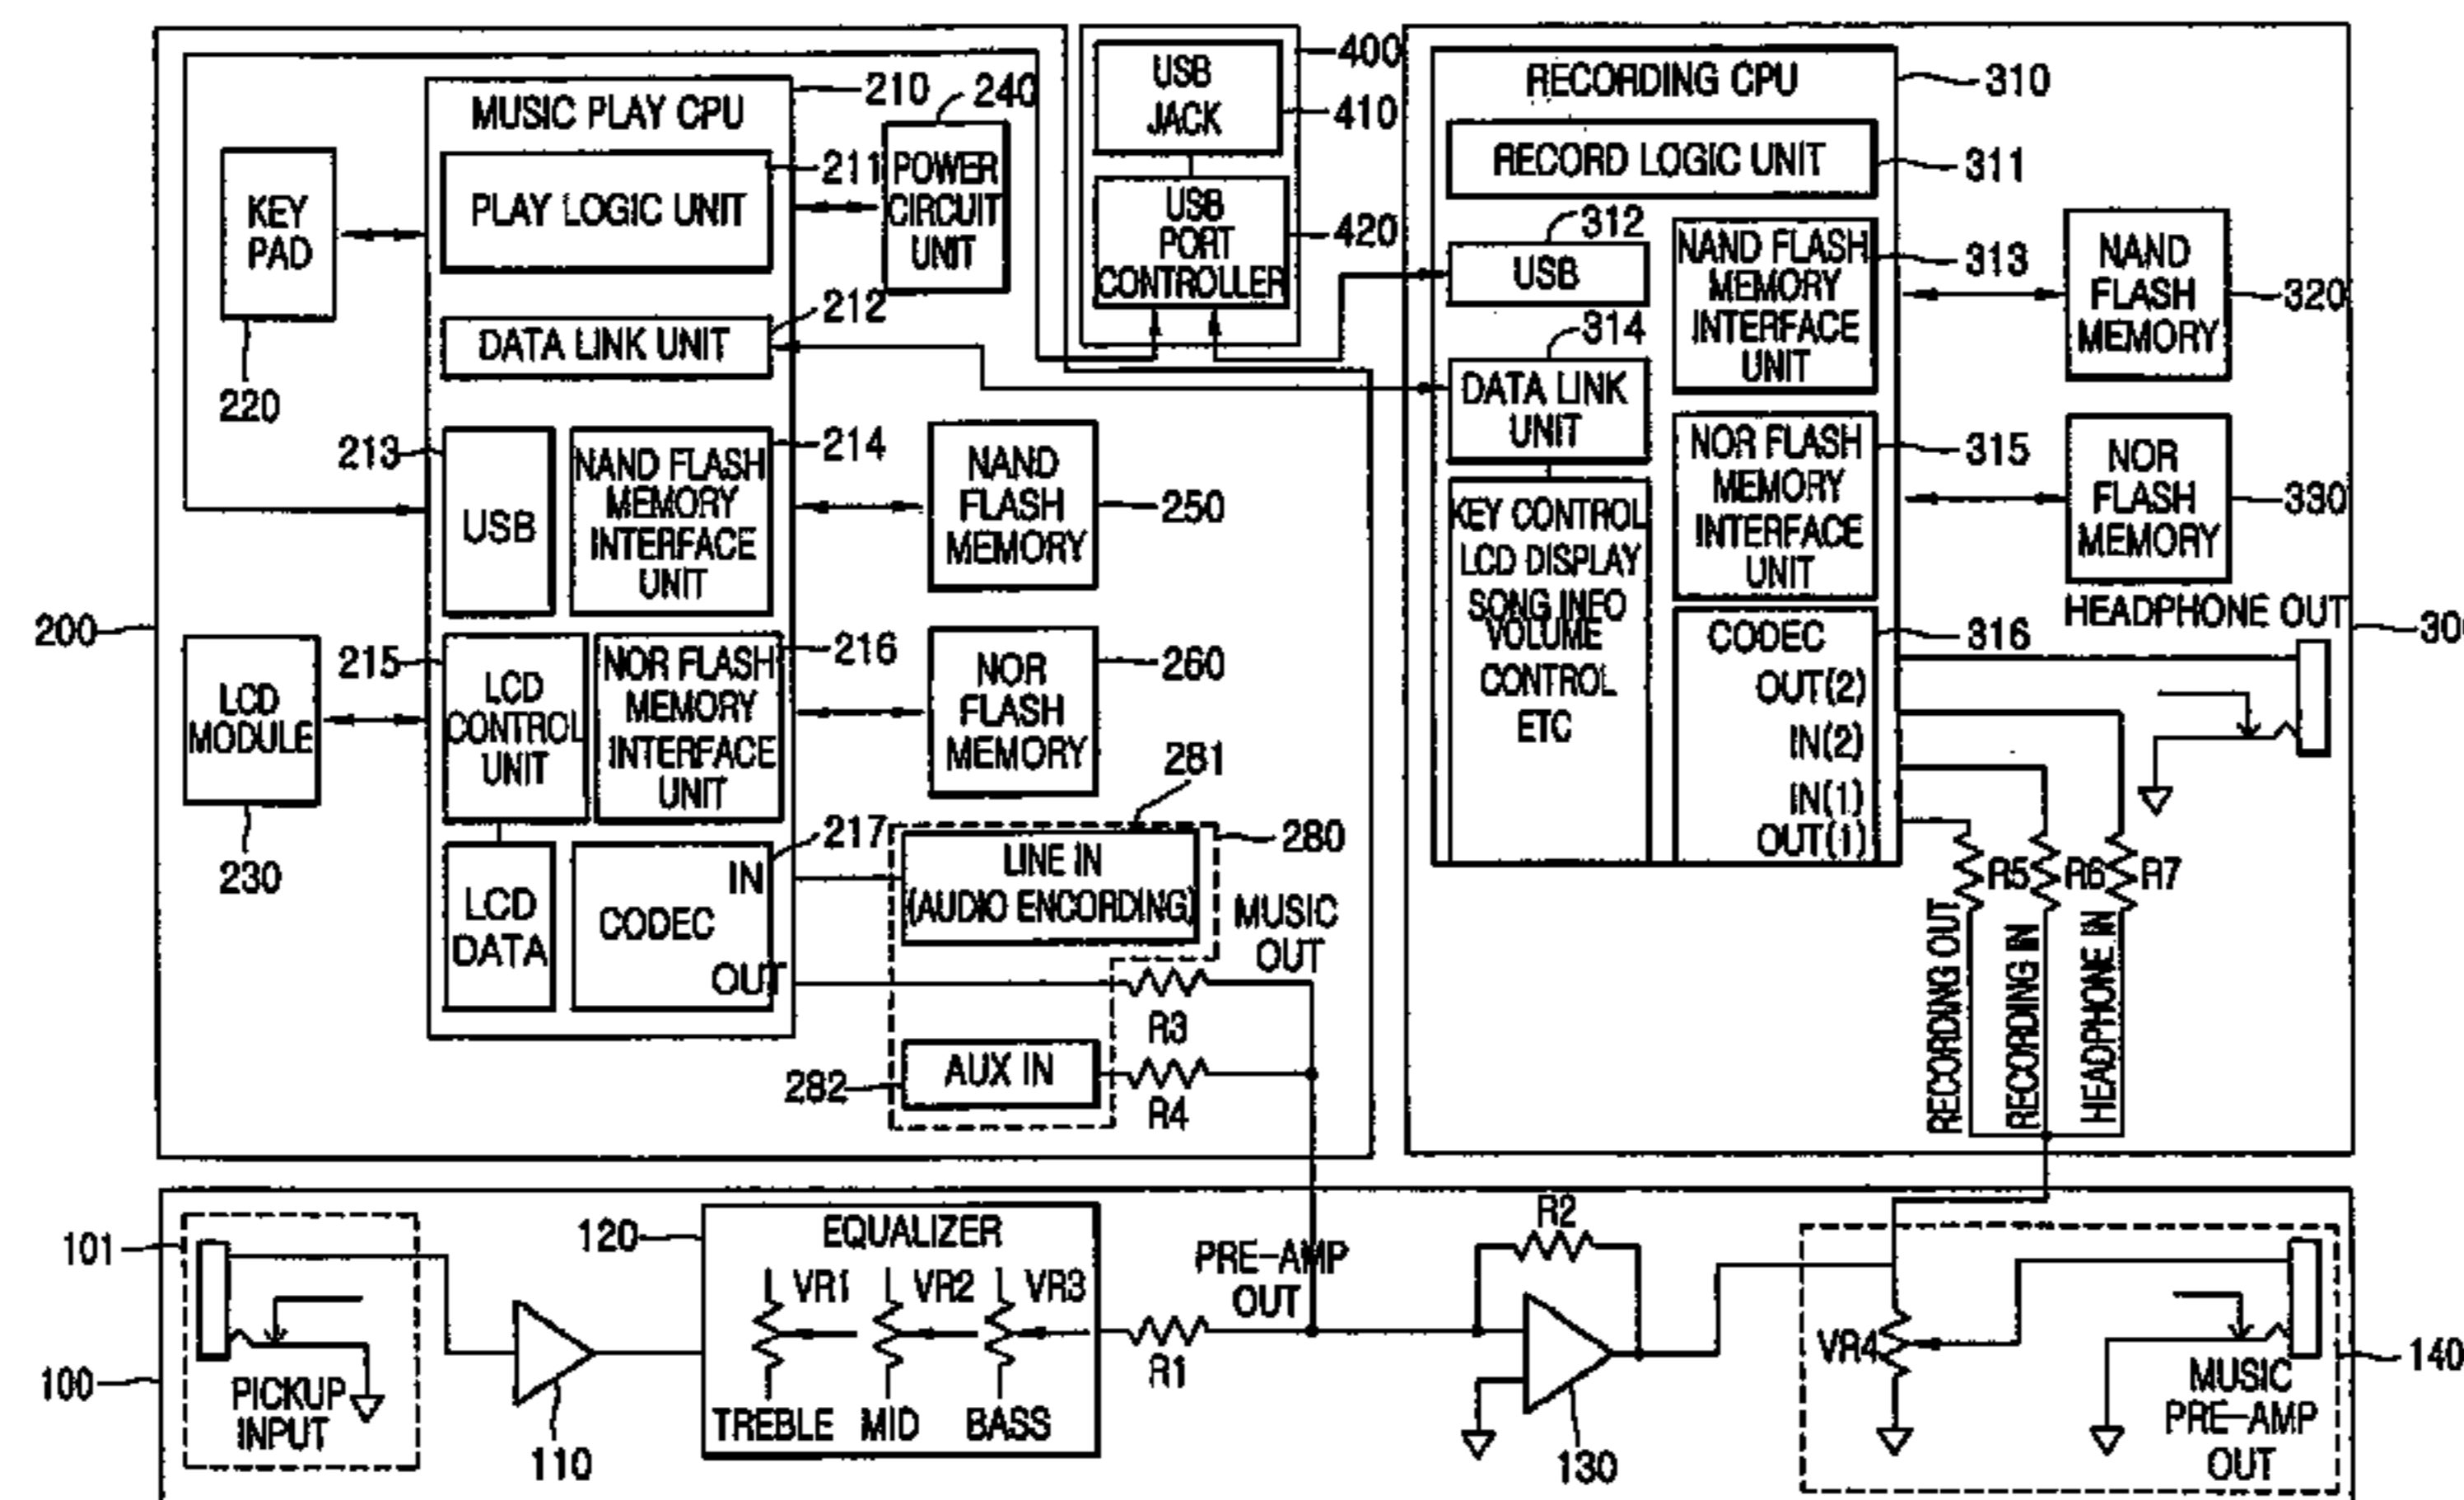 200
MUSIC PLAY CPU
210
PLAY LOGIC UNIT
211
DATA LINK UNIT
212
213
USB
NAND FLASH
MEMORY
INTERFACE
UNIT
214
215
LCD
CONTROL
UNIT
NOR FLASH
MEMORY
INTERFACE
UNIT
216
LCD
DATA
217
IN
CODEC
OUT
KEY
PAD
220
LCD
MODULE
230
240
POWER
CIRCUIT
UNIT
NAND
FLASH
MEMORY
250
NOR
FLASH
MEMORY
260
281
280
LINE IN
(AUDIO ENCORDING)
MUSIC
OUT
R3
282
AUX IN
R4
400
USB
JACK
410
USB
PORT
CONTROLLER
420
RECORDING CPU
310
RECORD LOGIC UNIT
311
312
USB
NAND FLASH
MEMORY
INTERFACE
UNIT
313
314
DATA LINK
UNIT
NOR FLASH
MEMORY
INTERFACE
UNIT
315
KEY CONTROL
LCD DISPLAY
SONG INFO
VOLUME
CONTROL
ETC
CODEC
316
OUT(2)
IN(2)
IN(1)
OUT(1)
NAND
FLASH
MEMORY
320
NOR
FLASH
MEMORY
330
HEADPHONE OUT
30
R5
R6
R7
RECORDING OUT
RECORDING IN
HEADPHONE IN
100
101
PICKUP
INPUT
110
120
EQUALIZER
VR1
VR2
VR3
TREBLE
MID
BASS
R1
PRE-AMP
OUT
R2
130
VR4
MUSIC
PRE-AMP
OUT
140